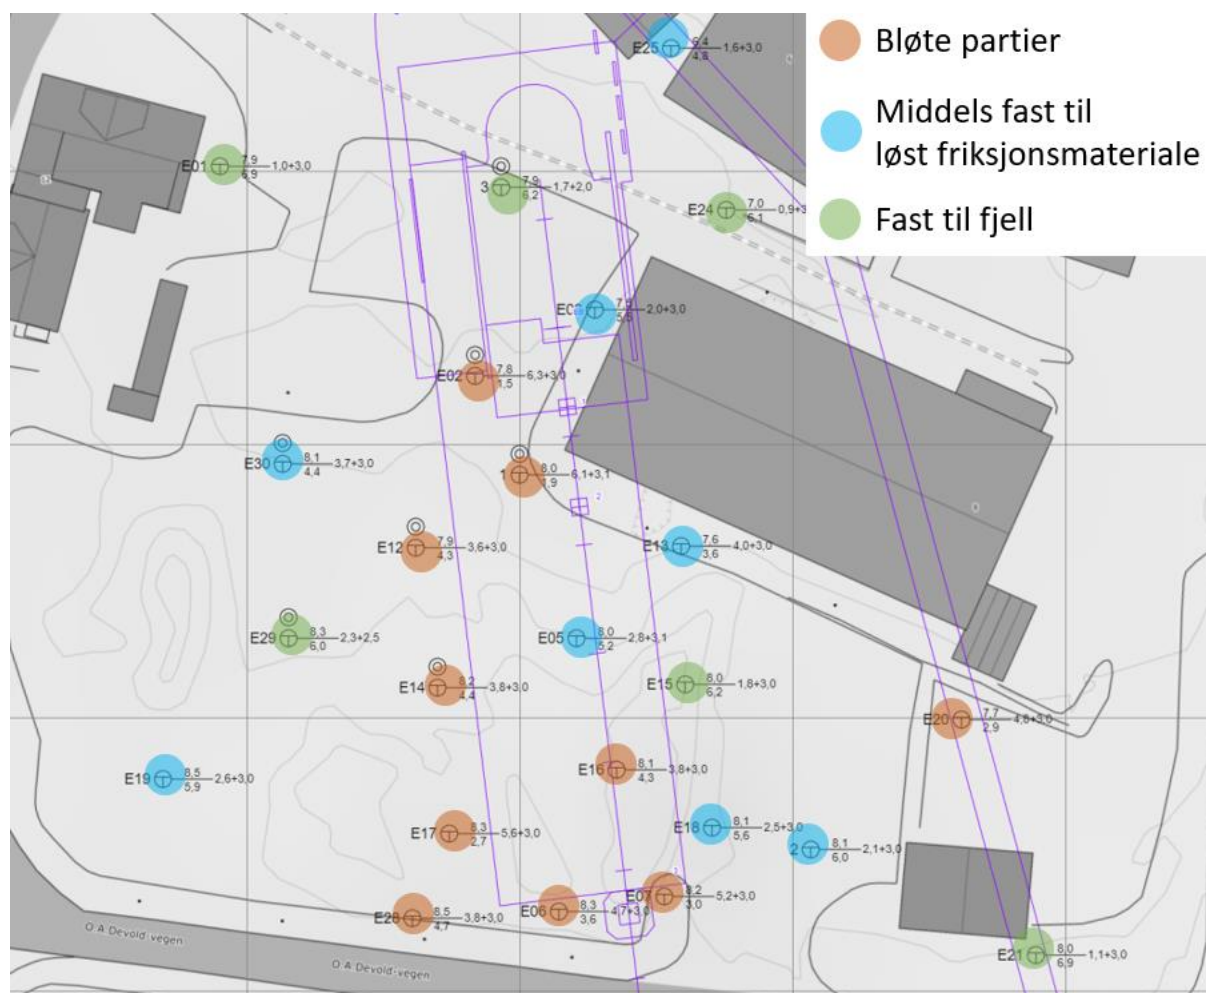 Bløte partier
Middels fast til
løst friksjonsmateriale
Fast til fjell
E25 6,4 1,6+3,0
4,8
E01 7,9 1,0+3,0
6,9
3 7,9 1,7+2,0
6,2
E24 7,0 0,9+3
6,1
2,0+3,0
E02 7,8 6,3+3,0
1,5
E30 8,1 3,7+3,0
4,4
1 8,0 6,1+3,1
1,9
2
E12 7,9 3,6+3,0
4,3
E13 7,6 4,0+3,0
3,6
E29 8,3 2,3+2,5
6,0
E05 8,0 2,8+3,1
5,2
E14 8,2 3,8+3,0
4,4
E15 8,0 1,8+3,0
6,2
E20 7,7 4,8+3,0
2,9
E16 8,1 3,8+3,0
4,3
E19 8,5 2,6+3,0
5,9
E17 8,3 5,6+3,0
2,7
E18 8,1 2,5+3,0
5,6
2 8,1 2,1+3,0
6,0
E07 8,2 5,2+3,0
3,0
E06 8,3 4,7+3,0
3,6
E28 8,5 3,8+3,0
4,7
E21 8,0 1,1+3,0
6,9
O A Devold-vegen
O A Devold-vegen